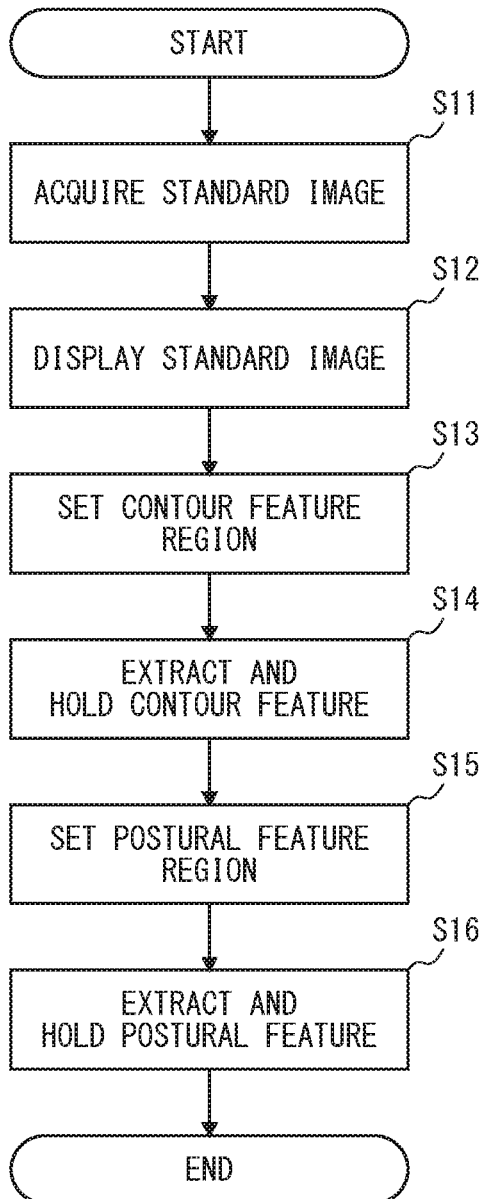 START
S11
ACQUIRE STANDARD IMAGE
S12
DISPLAY STANDARD IMAGE
S13
SET CONTOUR FEATURE
REGION
S14
EXTRACT AND
HOLD CONTOUR FEATURE
S15
SET POSTURAL FEATURE
REGION
S16
EXTRACT AND
HOLD POSTURAL FEATURE
END